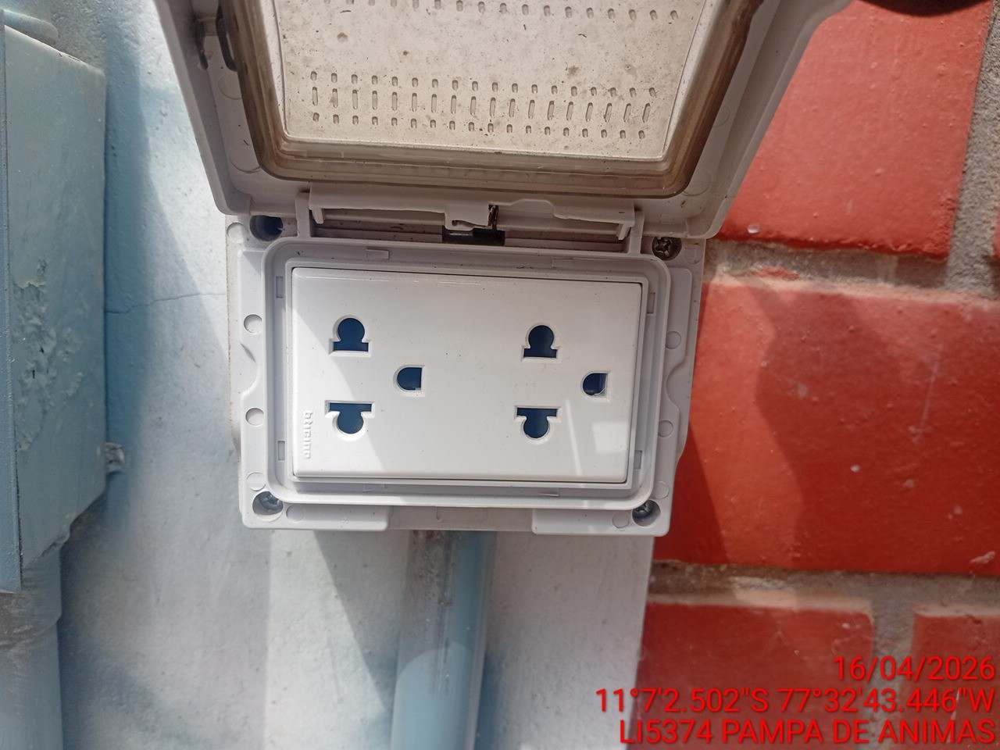 bticino
16/04/2026
11°7'2.502"S 77°32'43.446"W
LI5374 PAMPA DE ANIMAS